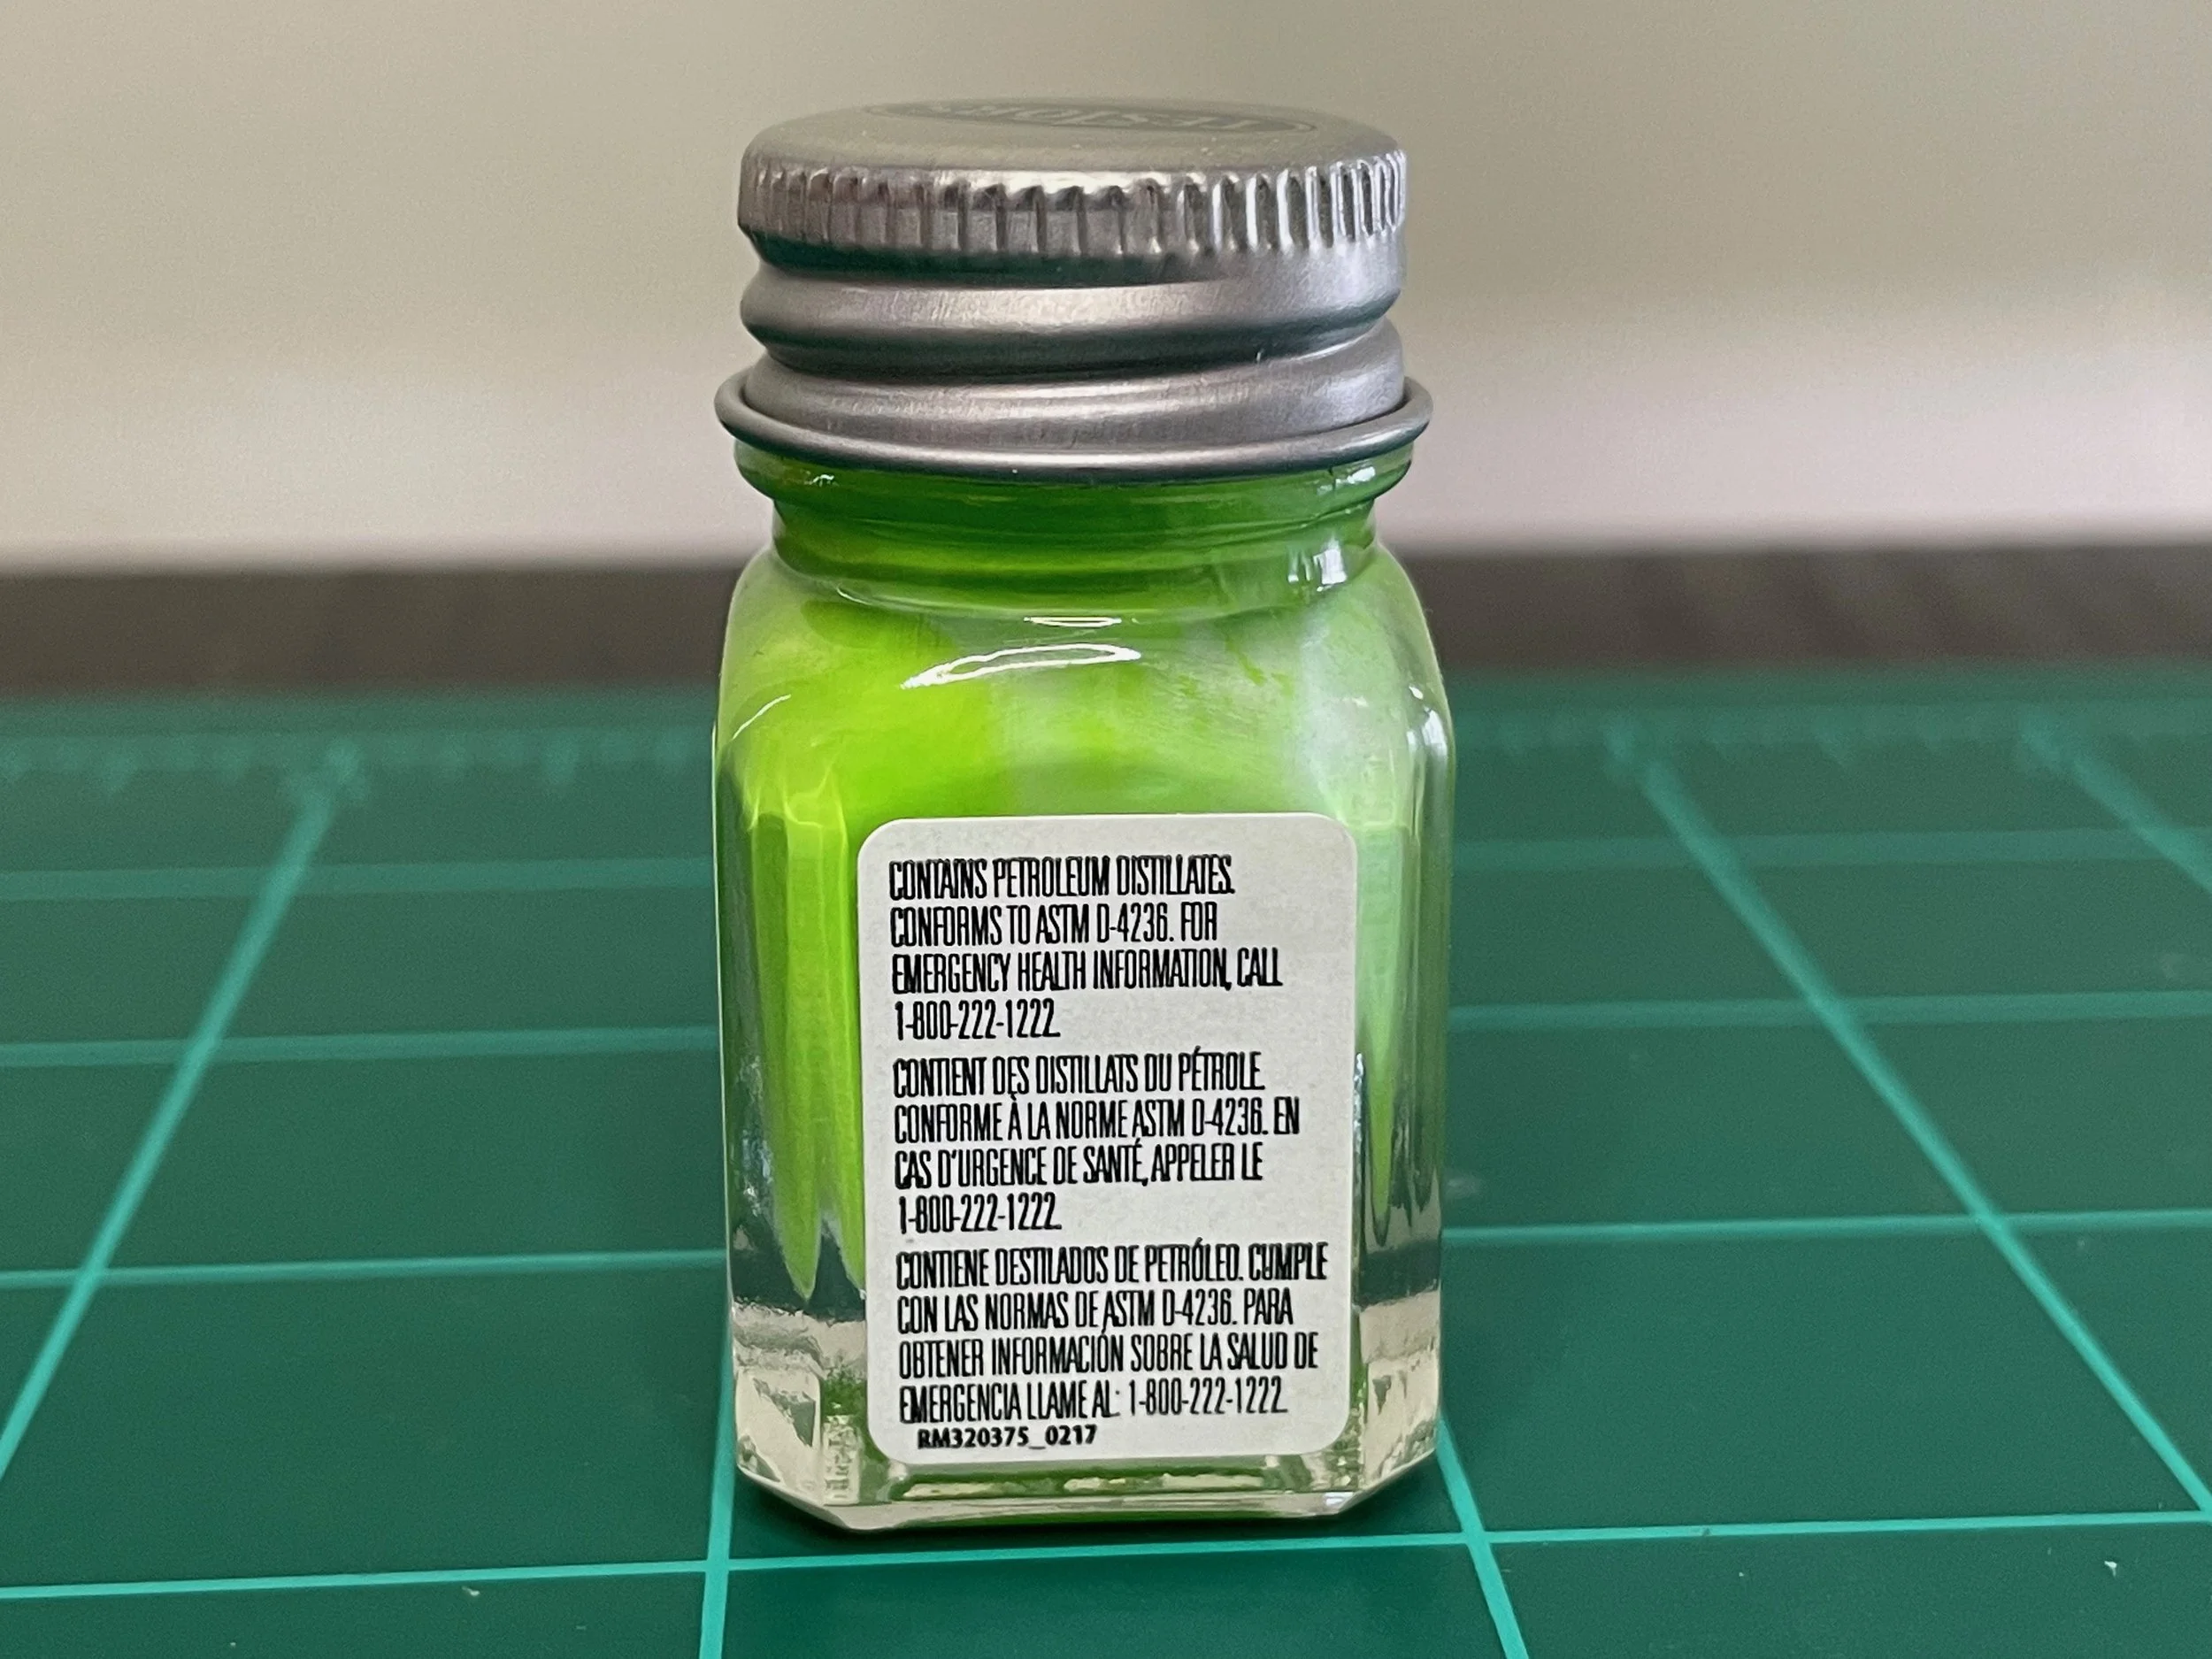 TESTORS
CONTAINS PETROLEUM DISTILLATES.
CONFORMS TO ASTM D-4236. FOR
EMERGENCY HEALTH INFORMATION, CALL
1-800-222-1222.
CONTIENT DES DISTILLATS DU PÉTROLE.
CONFORME À LA NORME ASTM D-4236. EN
CAS D'URGENCE DE SANTÉ, APPELER LE
1-800-222-1222.
CONTIENE DESTILADOS DE PETRÓLEO. CUMPLE
CON LAS NORMAS DE ASTM D-4236. PARA
OBTENER INFORMACIÓN SOBRE LA SALUD DE
EMERGENCIA LLAME AL: 1-800-222-1222.
RM320375_0217